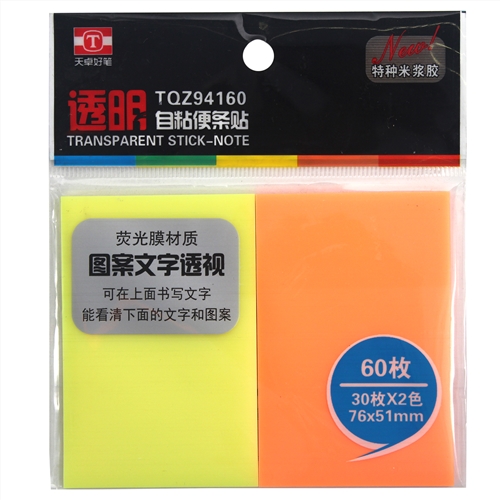 T
天卓好笔
New!
特种米浆胶
透明 TQZ94160
自粘便条贴
TRANSPARENT STICK-NOTE
荧光膜材质
图案文字透视
可在上面书写文字
能看清下面的文字和图案
60枚
30枚X2色
76x51mm